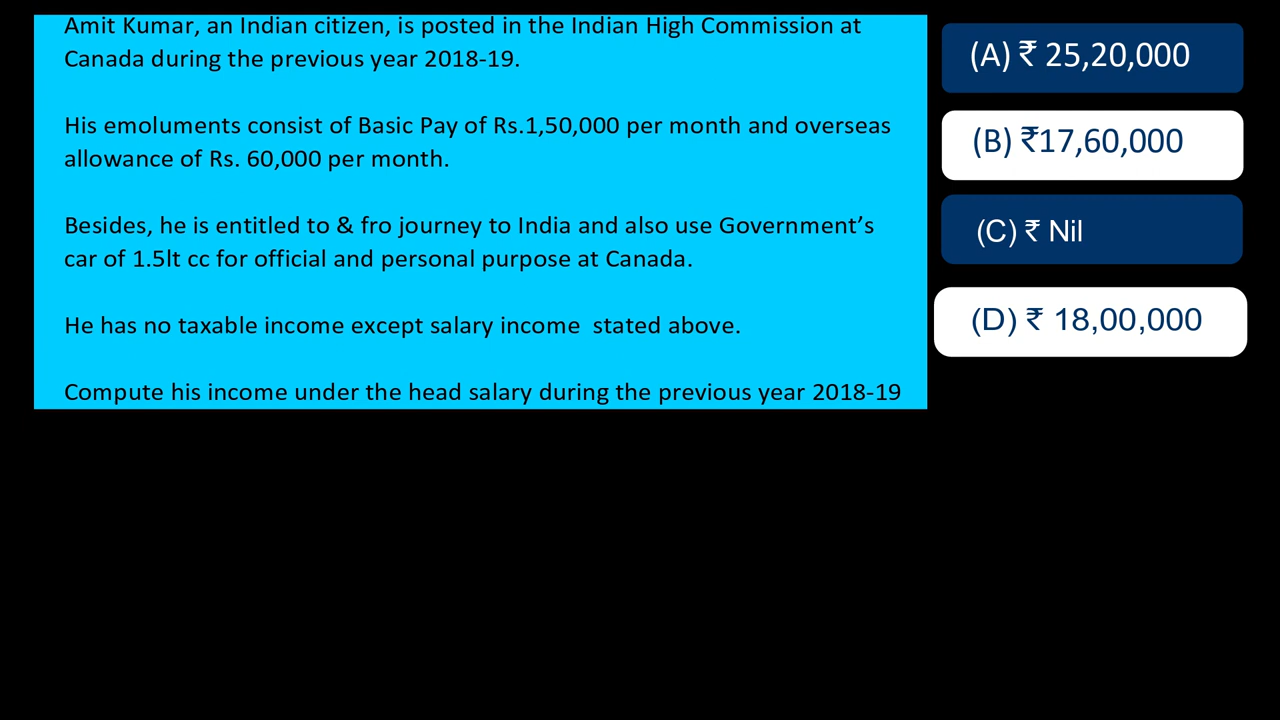 Amit Kumar, an Indian citizen, is posted in the Indian High Commission at
Canada during the previous year 2018-19.
His emoluments consist of Basic Pay of Rs.1,50,000 per month and overseas
allowance of Rs. 60,000 per month.
Besides, he is entitled to & fro journey to India and also use Government’s
car of 1.5lt cc for official and personal purpose at Canada.
He has no taxable income except salary income  stated above.
Compute his income under the head salary during the previous year 2018-19
(A) ₹ 25,20,000
(B) ₹17,60,000
(C) ₹ Nil
(D) ₹ 18,00,000